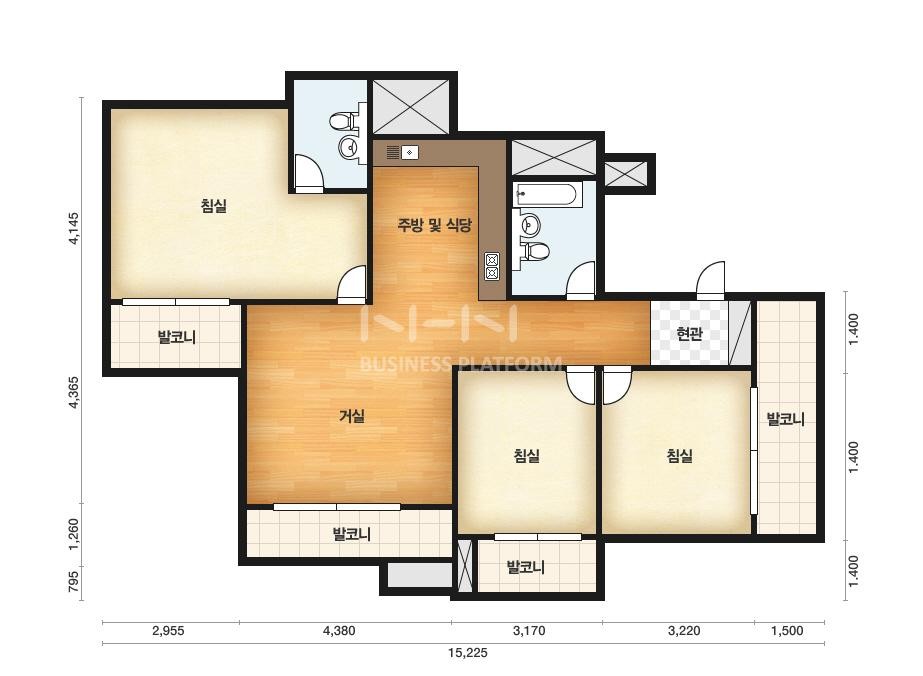 침실
주방 및 식당
4,145
N-N-N
BUSINESS PLATFORM
발코니
현관
1.400
4,365
거실
발코니
침실
침실
1.400
1,260
발코니
발코니
795
1.400
2,955
4,380
3,170
3,220
1,500
15,225